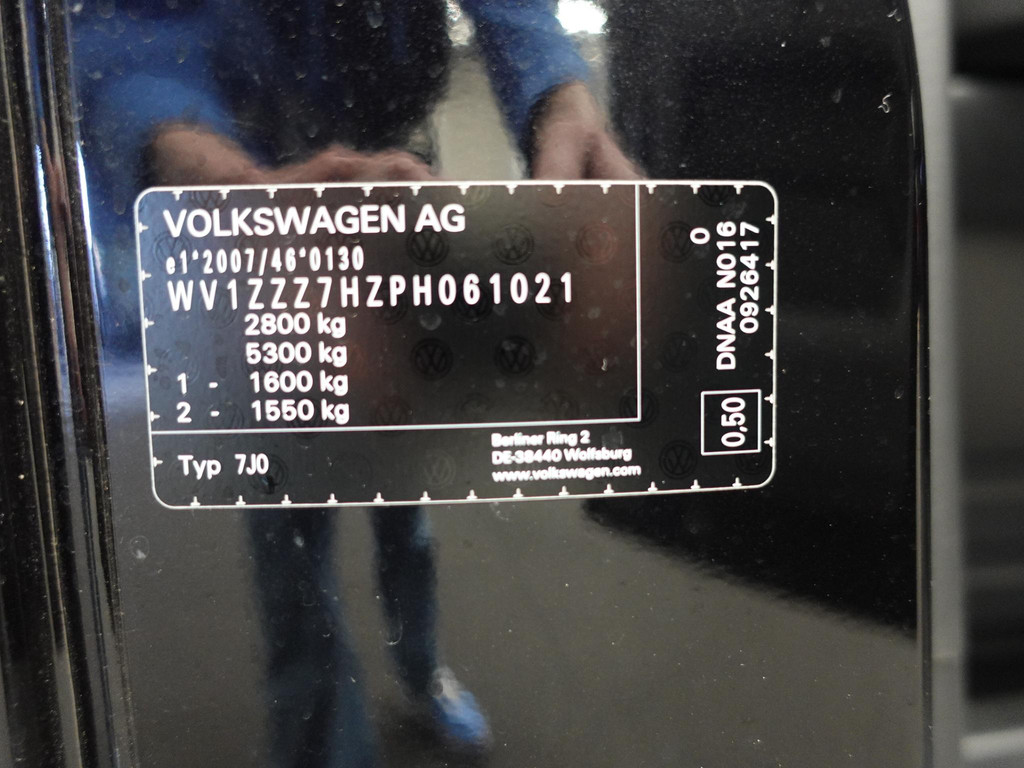 VOLKSWAGEN AG
e1*2007/46*0130
WV1ZZZ7HZPH061021
2800 kg
5300 kg
1 - 1600 kg
2 - 1550 kg
Typ 7J0
Berliner Ring 2
DE-38440 Wolfsburg
www.volkswagen.com
0
DNAA N016
0926417
0,50